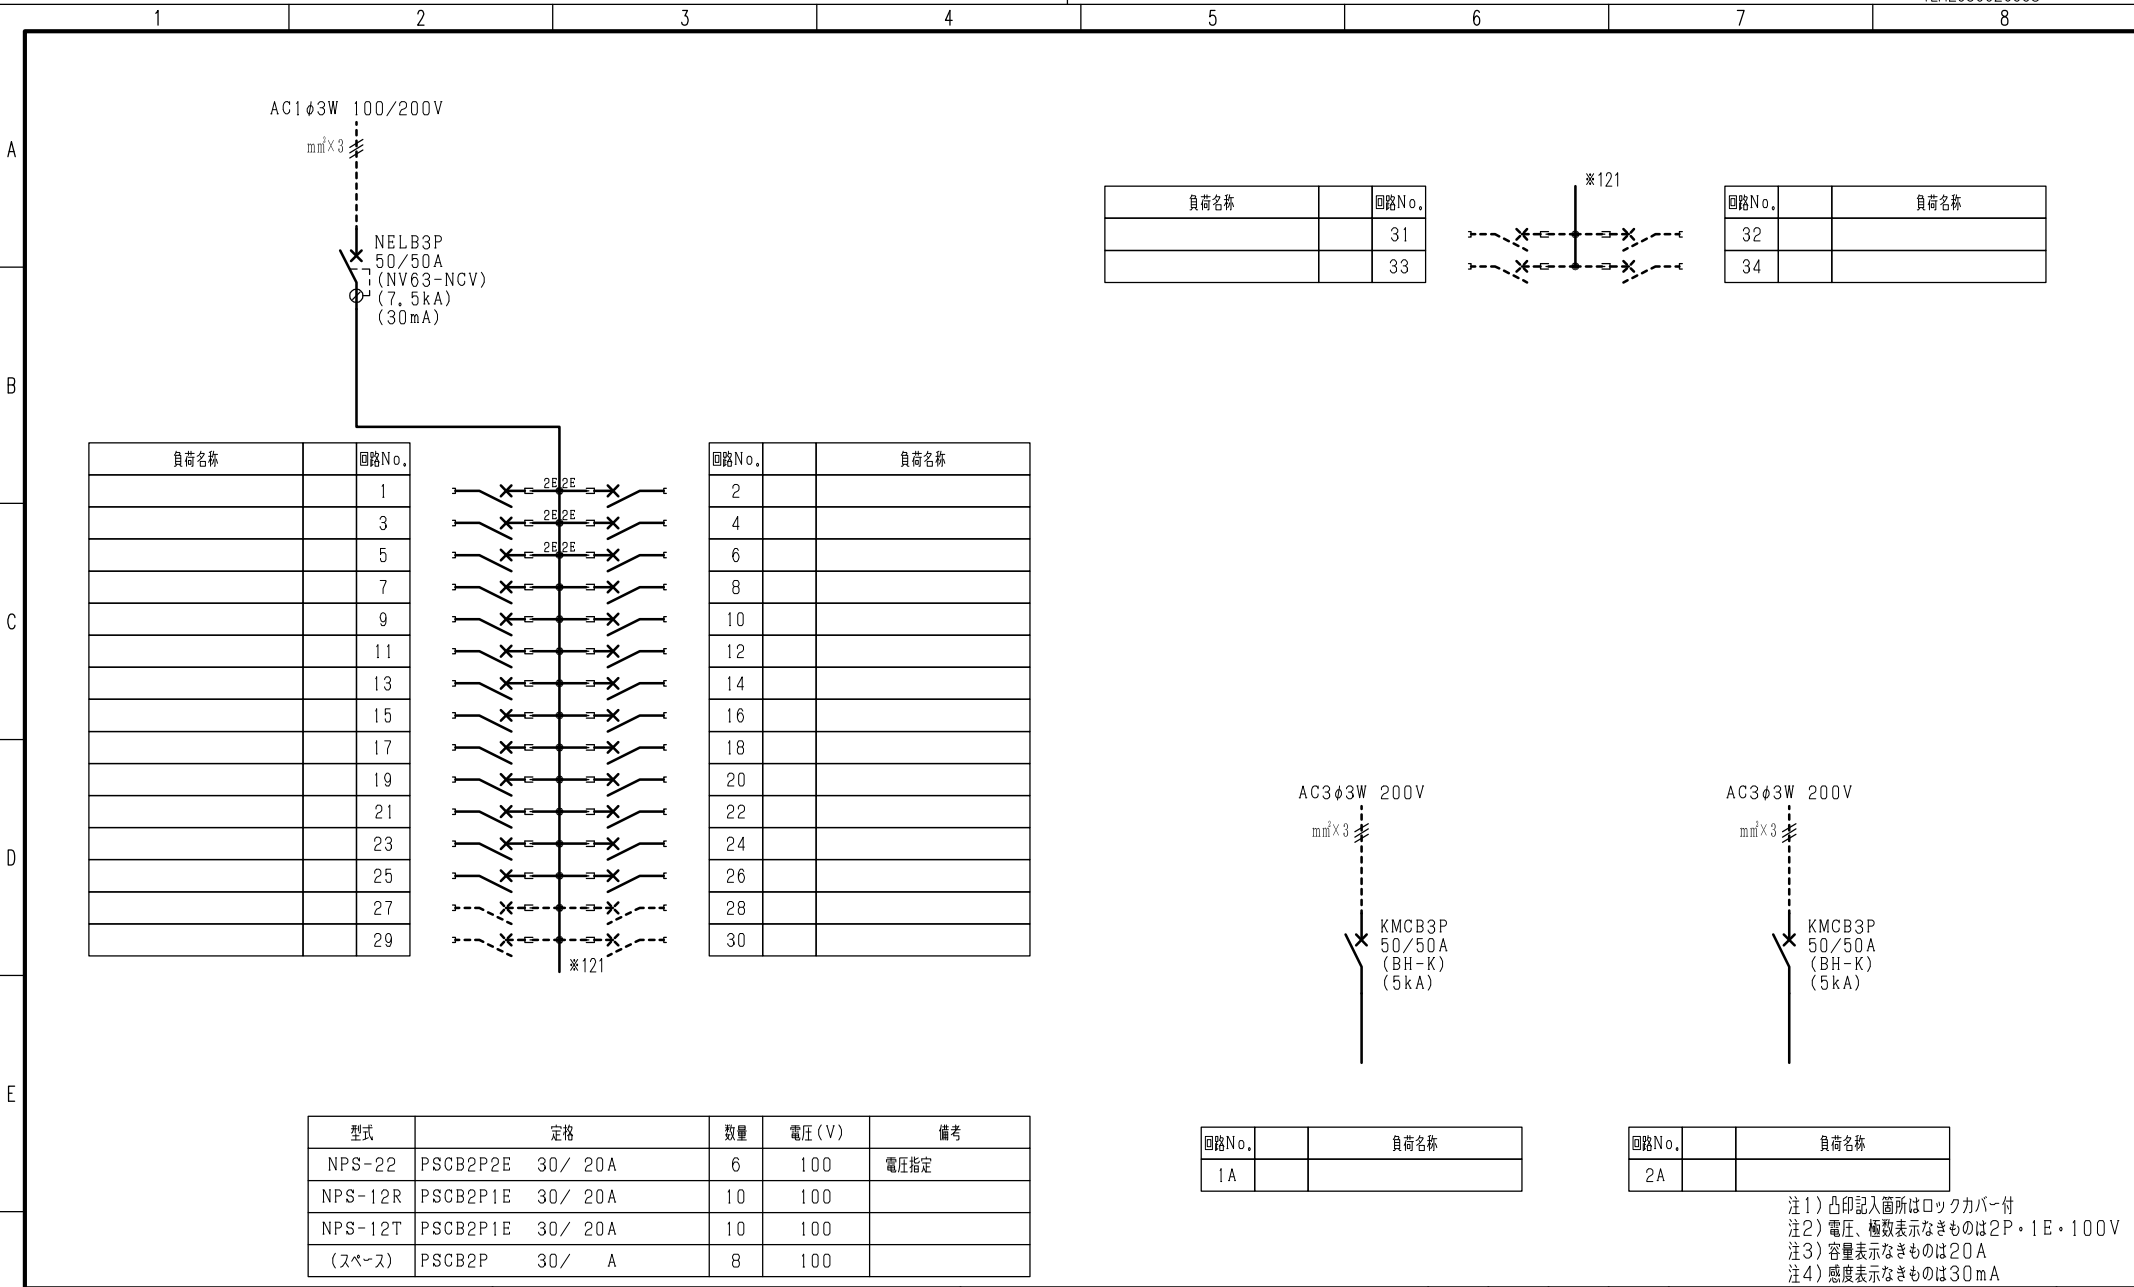 1 2 3 4 5 6 7 8
A
B
C
D
E
AC1φ3W 100/200V
mm²×3
NELB3P
50/50A
(NV63-NCV)
(7.5kA)
(30mA)
負荷名称 回路No.
1
3
5
7
9
11
13
15
17
19
21
23
25
27
29
2E 2E
2E 2E
2E 2E
※121
回路No. 負荷名称
2
4
6
8
10
12
14
16
18
20
22
24
26
28
30
負荷名称 回路No.
31
33
※121
回路No. 負荷名称
32
34
AC3φ3W 200V
mm²×3
KMCB3P
50/50A
(BH-K)
(5kA)
回路No. 負荷名称
1A
AC3φ3W 200V
mm²×3
KMCB3P
50/50A
(BH-K)
(5kA)
回路No. 負荷名称
2A
型式 定格 数量 電圧(V) 備考
NPS-22 PSCB2P2E 30/ 20A 6 100 電圧指定
NPS-12R PSCB2P1E 30/ 20A 10 100
NPS-12T PSCB2P1E 30/ 20A 10 100
(スペース) PSCB2P 30/ A 8 100
注1)凸印記入箇所はロックカバー付
注2)電圧、極数表示なきものは2P・1E・100V
注3)容量表示なきものは20A
注4)感度表示なきものは30mA